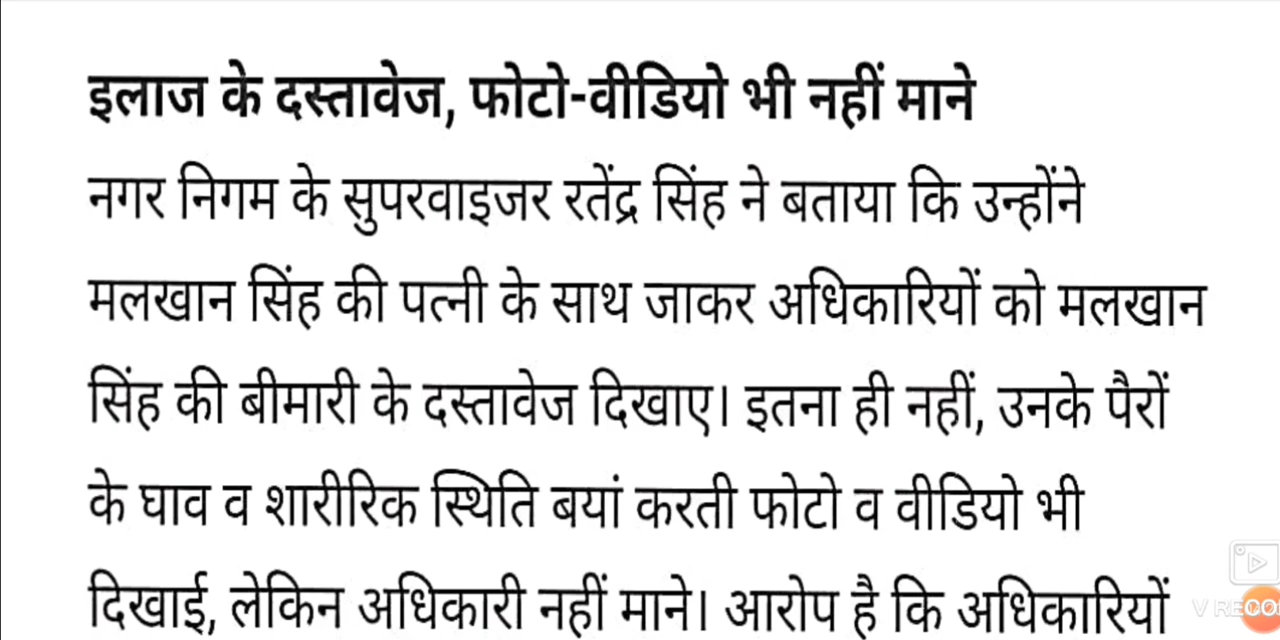 इलाज के दस्तावेज, फोटो-वीडियो भी नहीं माने
नगर निगम के सुपरवाइजर रतेंद्र सिंह ने बताया कि उन्होंने
मलखान सिंह की पत्नी के साथ जाकर अधिकारियों को मलखान
सिंह की बीमारी के दस्तावेज दिखाए। इतना ही नहीं, उनके पैरों
के घाव व शारीरिक स्थिति बयां करती फोटो व वीडियो भी
दिखाई, लेकिन अधिकारी नहीं माने। आरोप है कि अधिकारियों
V RECO